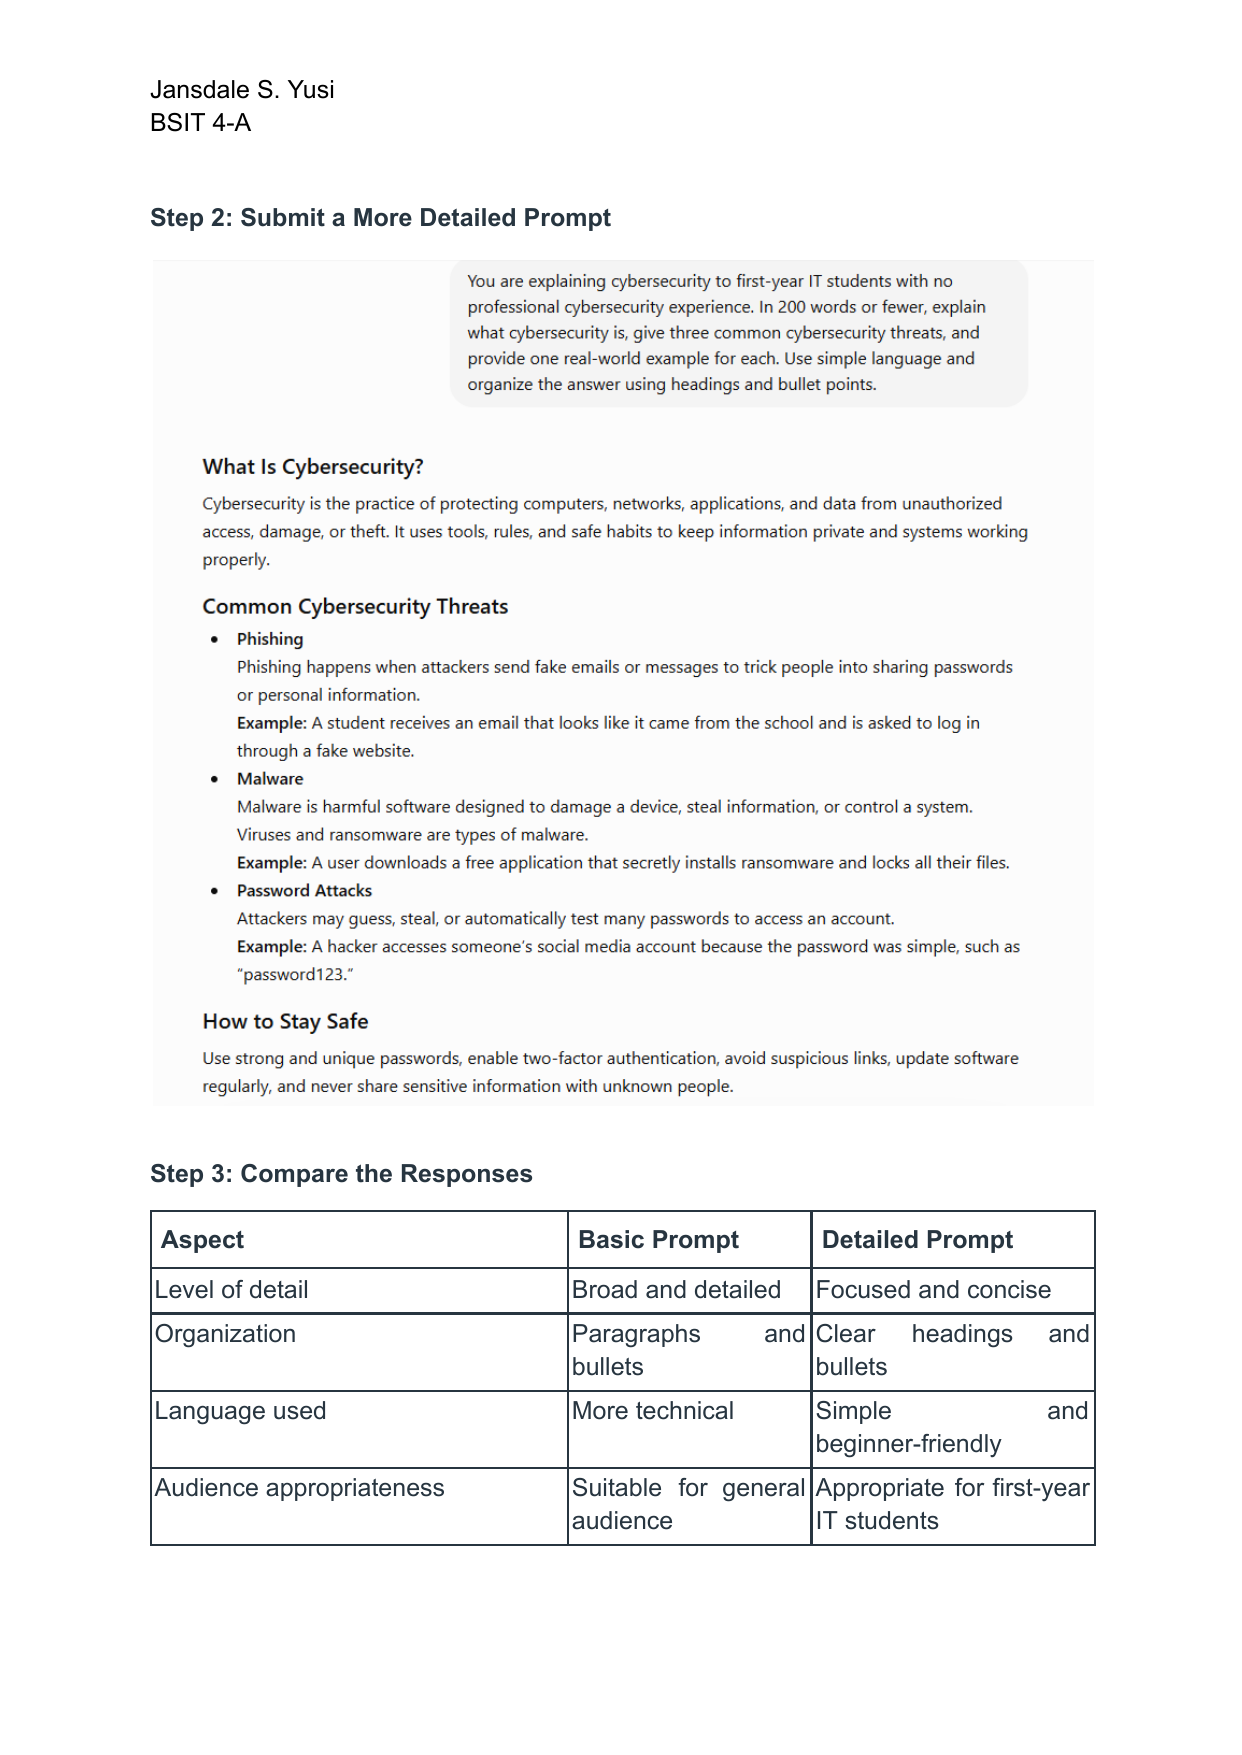 Jansdale S. Yusi
BSIT 4-A
Step 2: Submit a More Detailed Prompt
You are explaining cybersecurity to first-year IT students with no
professional cybersecurity experience. In 200 words or fewer, explain
what cybersecurity is, give three common cybersecurity threats, and
provide one real-world example for each. Use simple language and
organize the answer using headings and bullet points.
What Is Cybersecurity?
Cybersecurity is the practice of protecting computers, networks, applications, and data from unauthorized
access, damage, or theft. It uses tools, rules, and safe habits to keep information private and systems working
properly.
Common Cybersecurity Threats
• Phishing
Phishing happens when attackers send fake emails or messages to trick people into sharing passwords
or personal information.
Example: A student receives an email that looks like it came from the school and is asked to log in
through a fake website.
• Malware
Malware is harmful software designed to damage a device, steal information, or control a system.
Viruses and ransomware are types of malware.
Example: A user downloads a free application that secretly installs ransomware and locks all their files.
• Password Attacks
Attackers may guess, steal, or automatically test many passwords to access an account.
Example: A hacker accesses someone's social media account because the password was simple, such as
"password123."
How to Stay Safe
Use strong and unique passwords, enable two-factor authentication, avoid suspicious links, update software
regularly, and never share sensitive information with unknown people.
Step 3: Compare the Responses
Aspect Basic Prompt Detailed Prompt
Level of detail Broad and detailed Focused and concise
Organization Paragraphs and Clear headings and
bullets bullets
Language used More technical Simple and
beginner-friendly
Audience appropriateness Suitable for general Appropriate for first-year
audience IT students